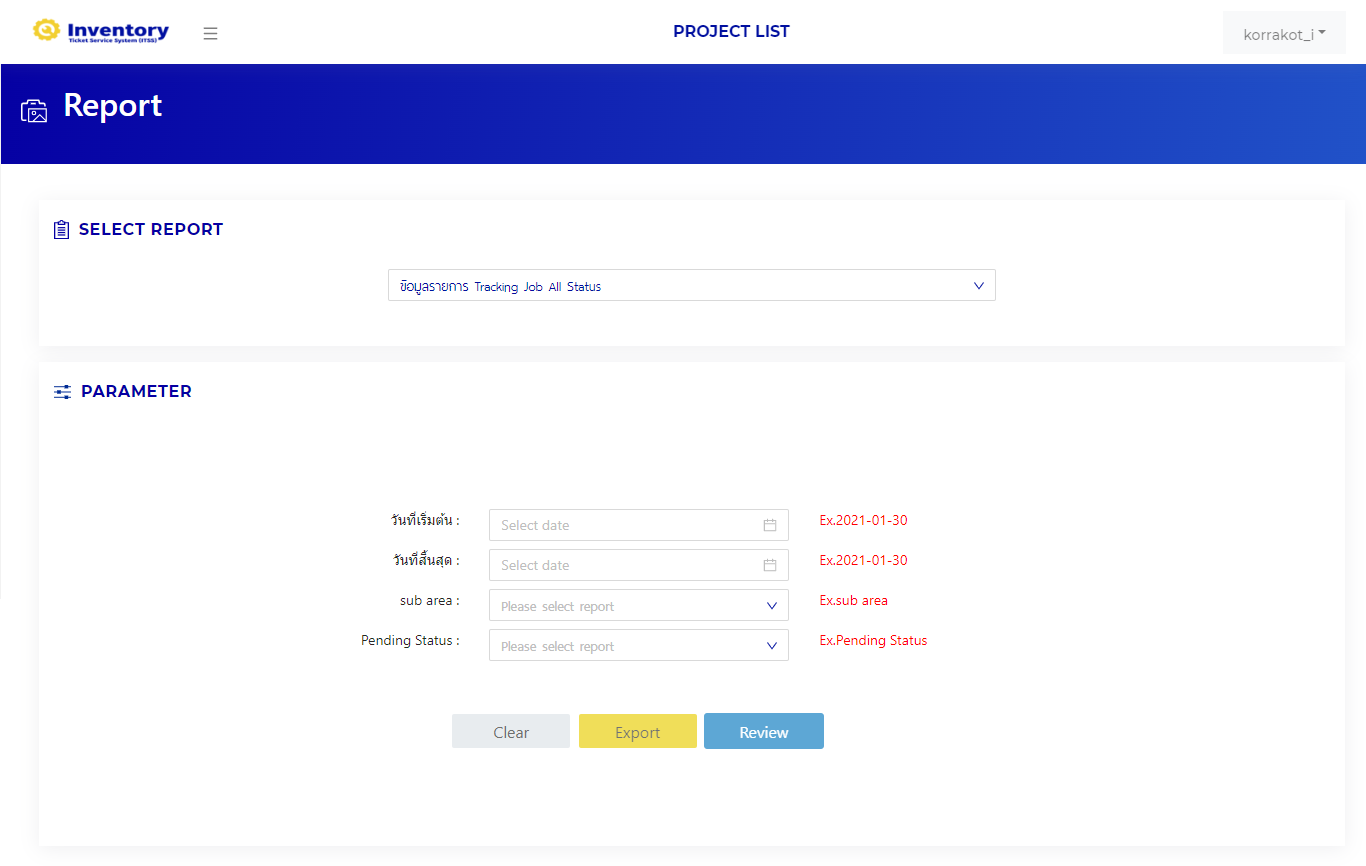 Inventory
Ticket Service System (ITSS)
PROJECT LIST
korrakot_i
Report
SELECT REPORT
ข้อมูลรายการ Tracking Job All Status
PARAMETER
วันที่เริ่มต้น : Select date Ex.2021-01-30
วันที่สิ้นสุด : Select date Ex.2021-01-30
sub area : Please select report Ex.sub area
Pending Status : Please select report Ex.Pending Status
Clear Export Review